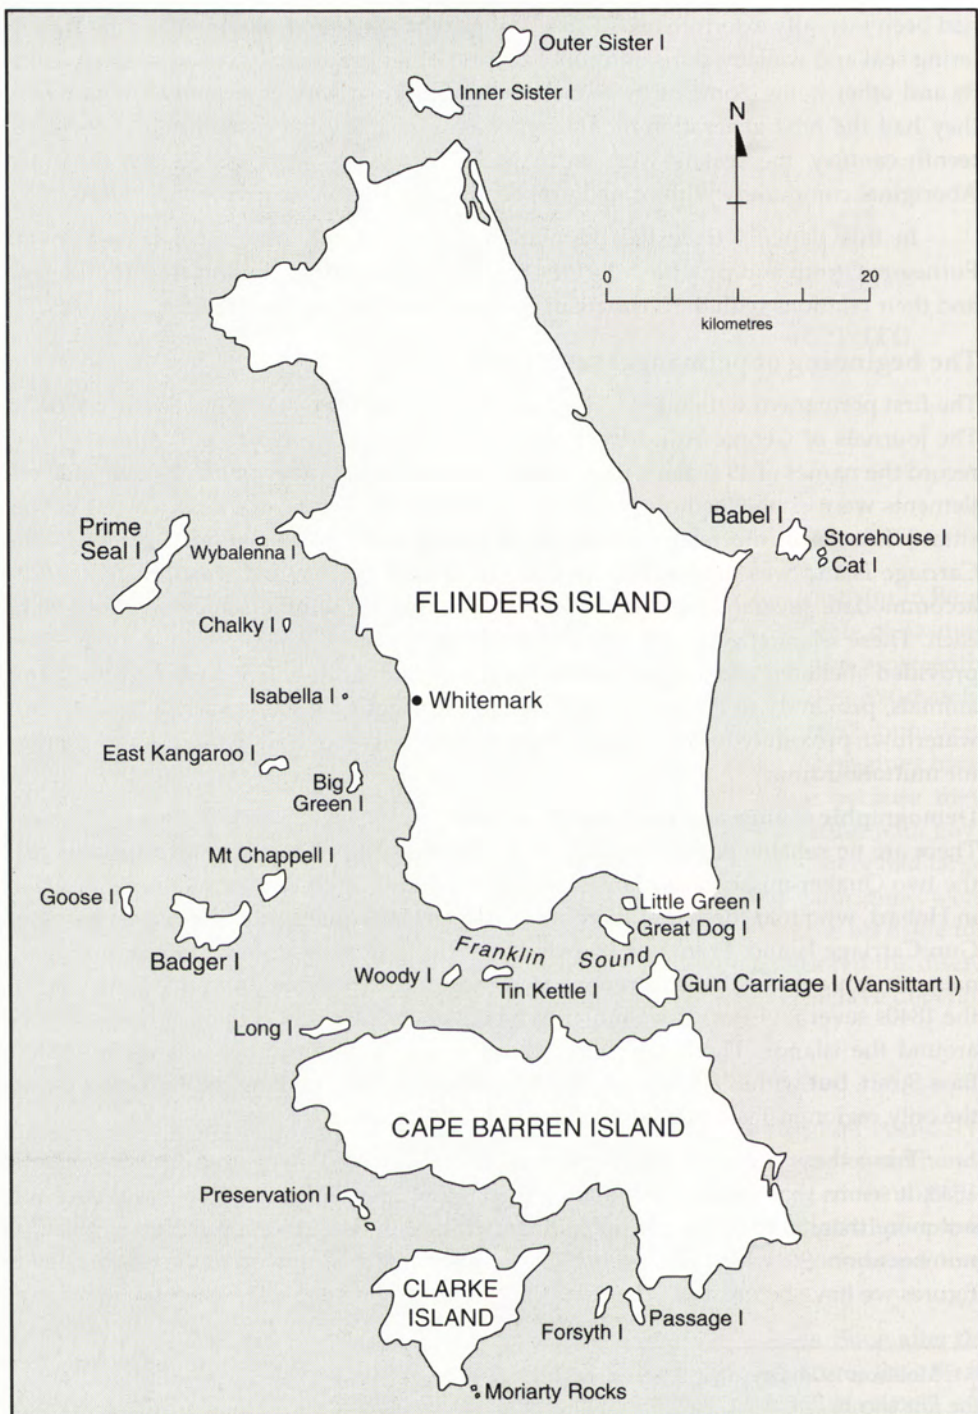 Outer Sister I
Inner Sister I
N
0 20
kilometres
Prime
Seal I
Wybalenna I
Babel I
Storehouse I
Cat I
FLINDERS ISLAND
Chalky I
Isabella I
Whitemark
East Kangaroo I
Big
Green I
Mt Chappell I
Goose I
Badger I
Little Green I
Great Dog I
Franklin Sound
Woody I
Tin Kettle I
Gun Carriage I (Vansittart I)
Long I
CAPE BARREN ISLAND
Preservation I
CLARKE
ISLAND
Forsyth I
Passage I
Moriarty Rocks